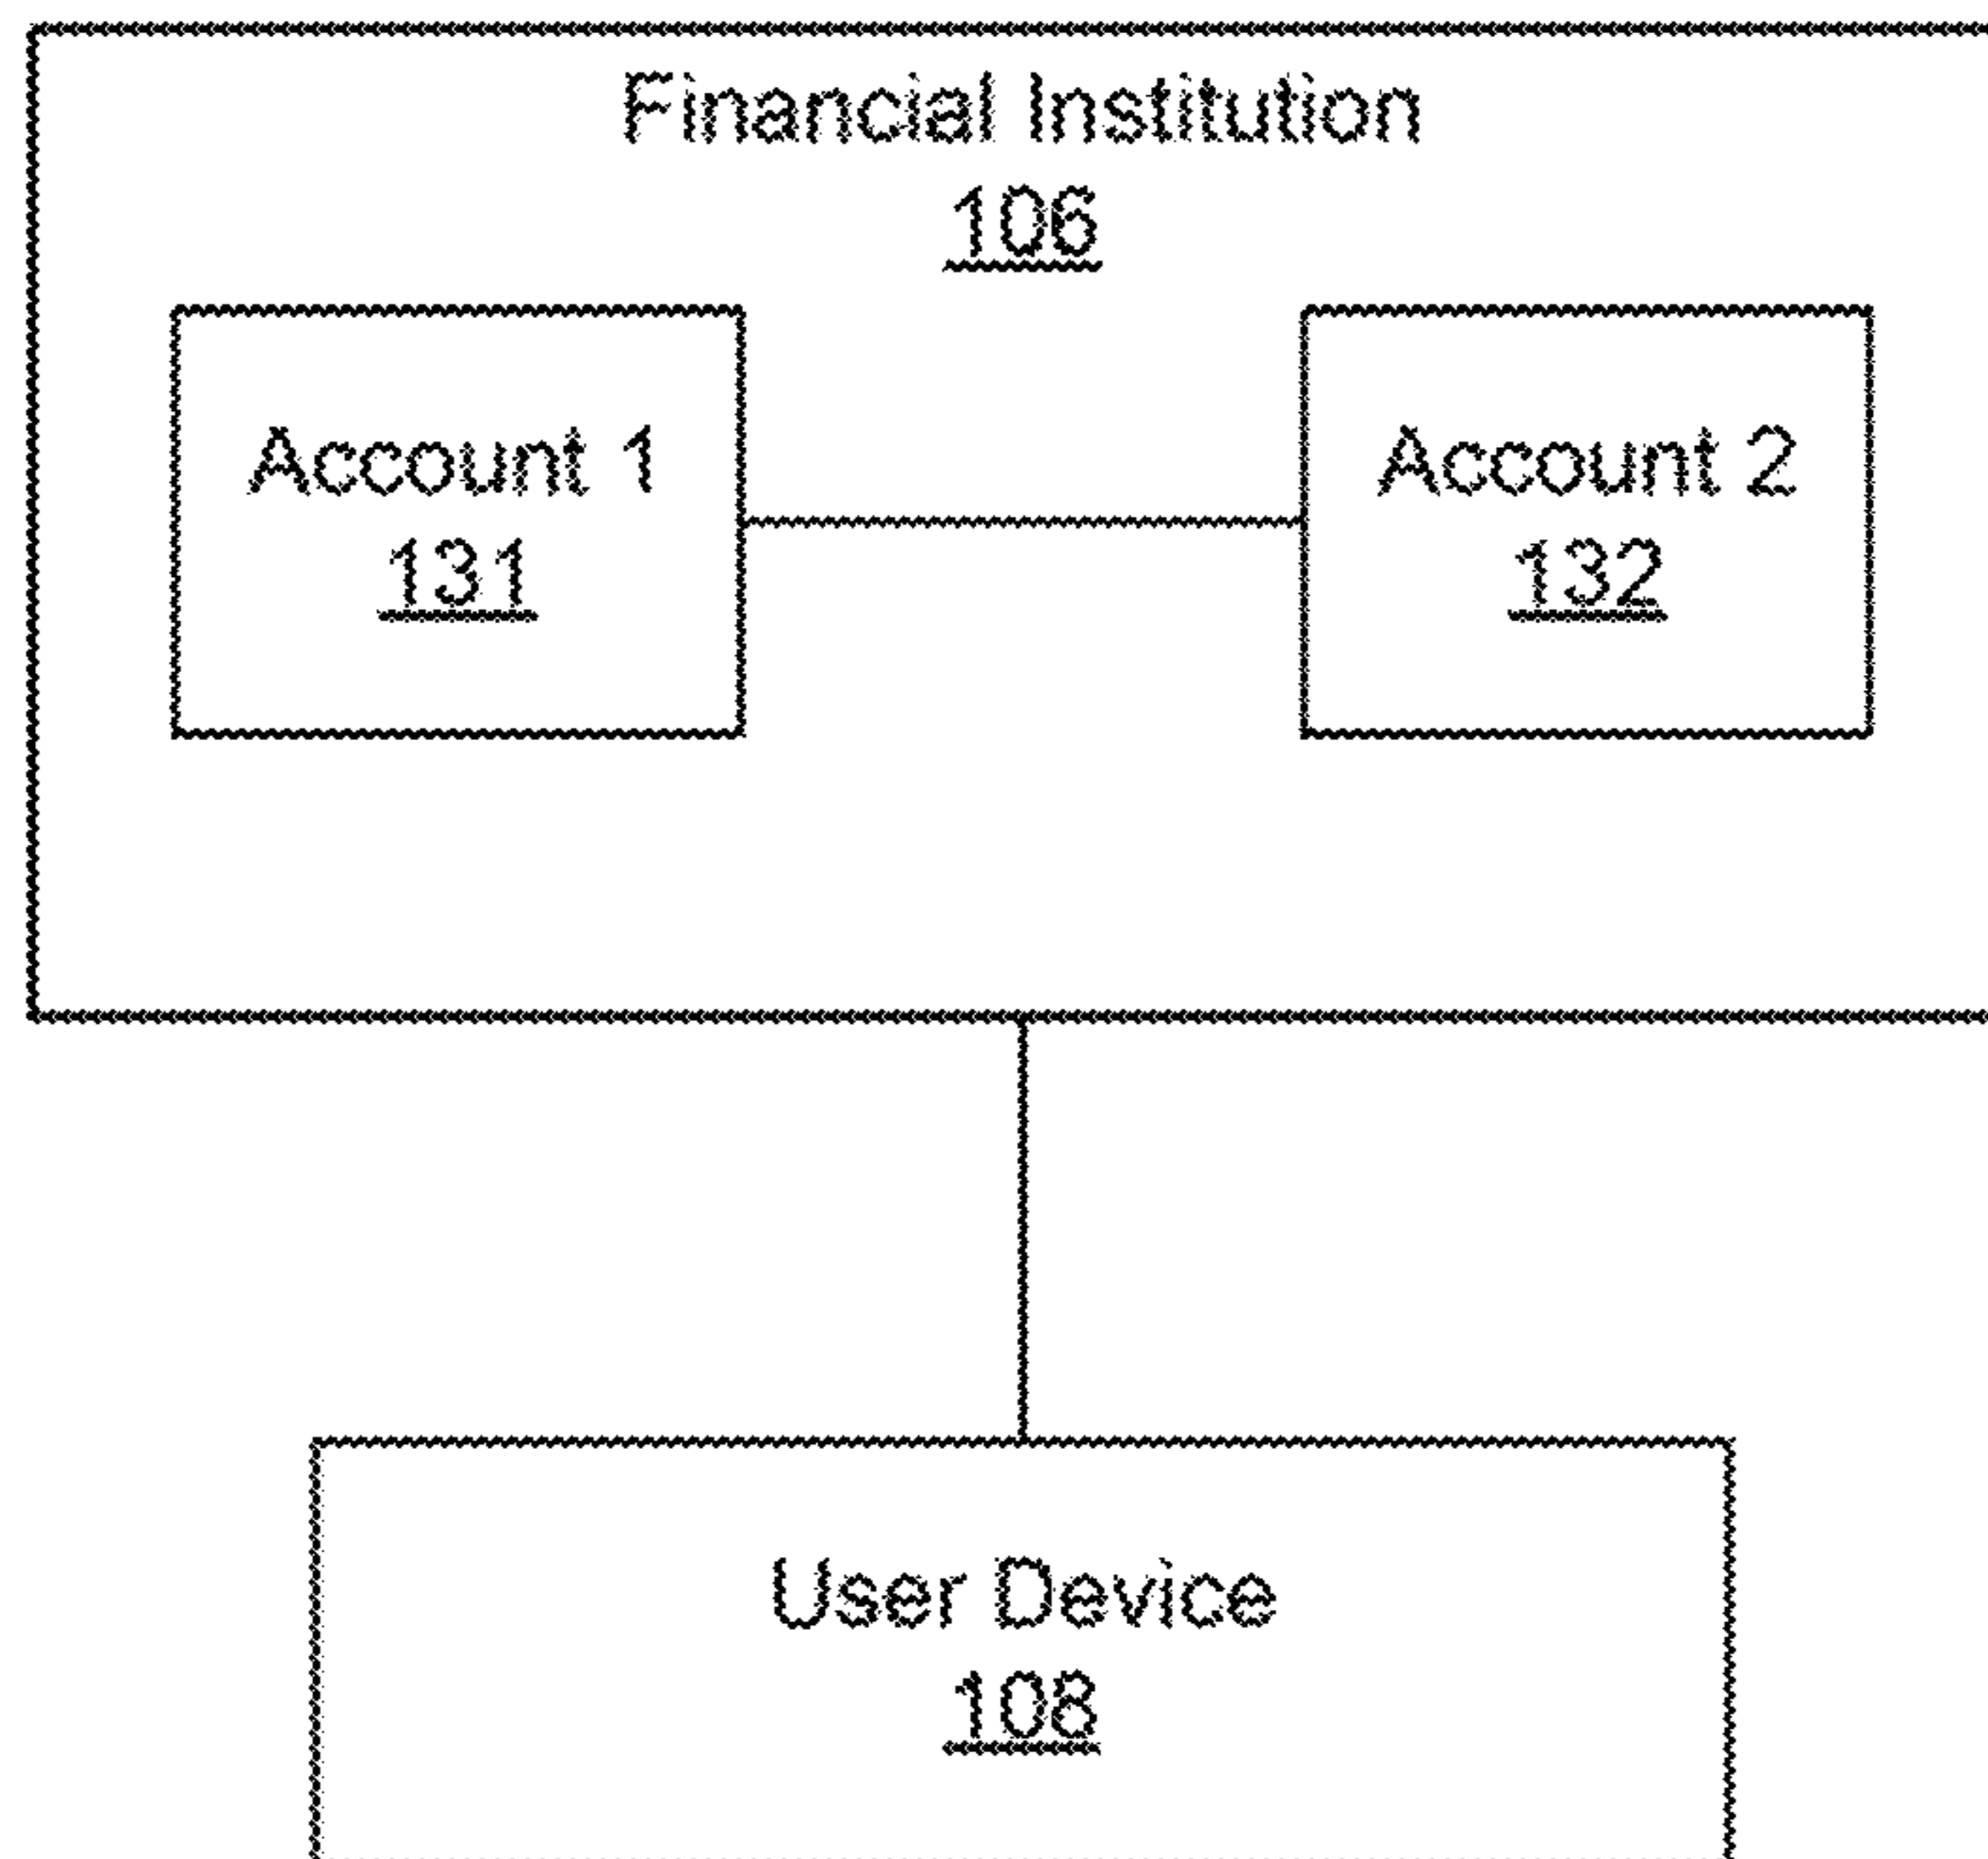 Financial Institution
106
Account 1
131
Account 2
132
User Device
108